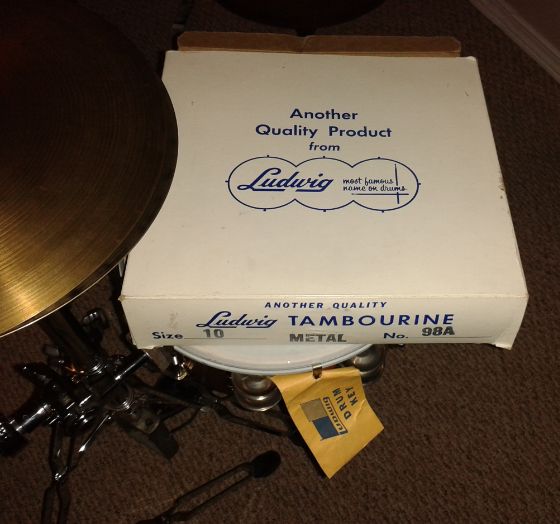 Another
Quality Product
from
Ludwig most famous
name on drums
ANOTHER QUALITY
Ludwig TAMBOURINE
Size 10 METAL No. 98A
Ludwig
DRUM
KEY